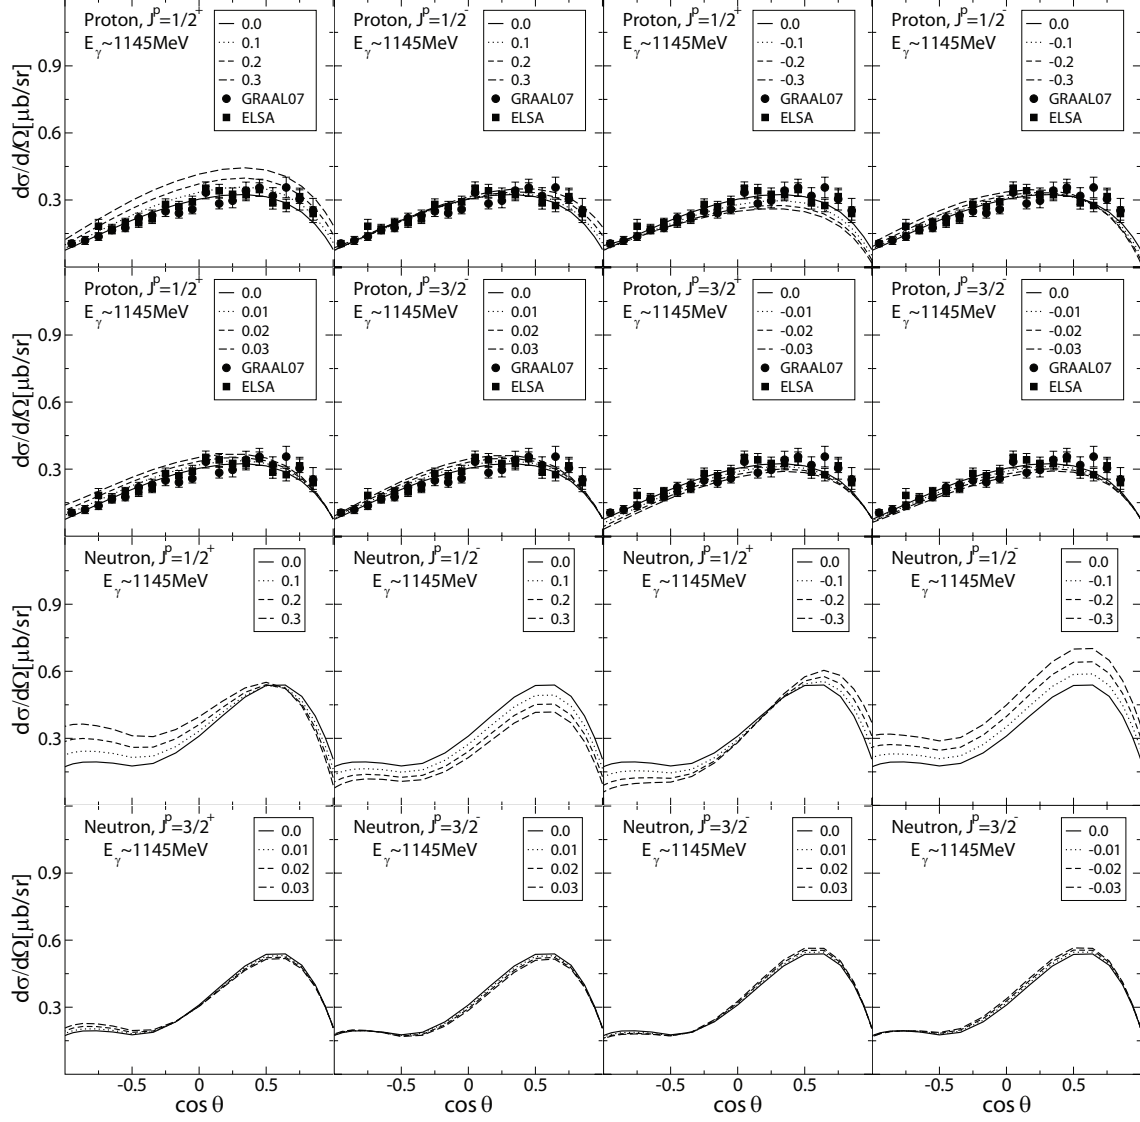 Proton, J^p=1/2^+
E_γ~1145MeV
0.0
0.1
0.2
0.3
GRAAL07
ELSA
Proton, J^p=1/2^-
E_γ~1145MeV
0.0
0.1
0.2
0.3
GRAAL07
ELSA
Proton, J^p=1/2^+
E_γ~1145MeV
0.0
-0.1
-0.2
-0.3
GRAAL07
ELSA
Proton, J^p=1/2^-
E_γ~1145MeV
0.0
-0.1
-0.2
-0.3
GRAAL07
ELSA
dσ/dΩ[μb/sr]
0.9
0.6
0.3
Proton, J^p=1/2^+
E_γ~1145MeV
0.0
0.01
0.02
0.03
GRAAL07
ELSA
Proton, J^p=3/2^-
E_γ~1145MeV
0.0
0.01
0.02
0.03
GRAAL07
ELSA
Proton, J^p=3/2^+
E_γ~1145MeV
0.0
-0.01
-0.02
-0.03
GRAAL07
ELSA
Proton, J^p=3/2^-
E_γ~1145MeV
0.0
-0.01
-0.02
-0.03
GRAAL07
ELSA
dσ/dΩ[μb/sr]
0.9
0.6
0.3
Neutron, J^p=1/2^+
E_γ~1145MeV
0.0
0.1
0.2
0.3
Neutron, J^p=1/2^-
E_γ~1145MeV
0.0
0.1
0.2
0.3
Neutron, J^p=1/2^+
E_γ~1145MeV
0.0
-0.1
-0.2
-0.3
Neutron, J^p=1/2^-
E_γ~1145MeV
0.0
-0.1
-0.2
-0.3
dσ/dΩ[μb/sr]
0.9
0.6
0.3
Neutron, J^p=3/2^+
E_γ~1145MeV
0.0
0.01
0.02
0.03
Neutron, J^p=3/2^-
E_γ~1145MeV
0.0
0.01
0.02
0.03
Neutron, J^p=3/2^-
E_γ~1145MeV
0.0
0.01
0.02
0.03
Neutron, J^p=3/2^-
E_γ~1145MeV
0.0
-0.01
-0.02
-0.03
dσ/dΩ[μb/sr]
0.9
0.6
0.3
-0.5 0 0.5
-0.5 0 0.5
-0.5 0 0.5
-0.5 0 0.5
cos θ
cos θ
cos θ
cos θ